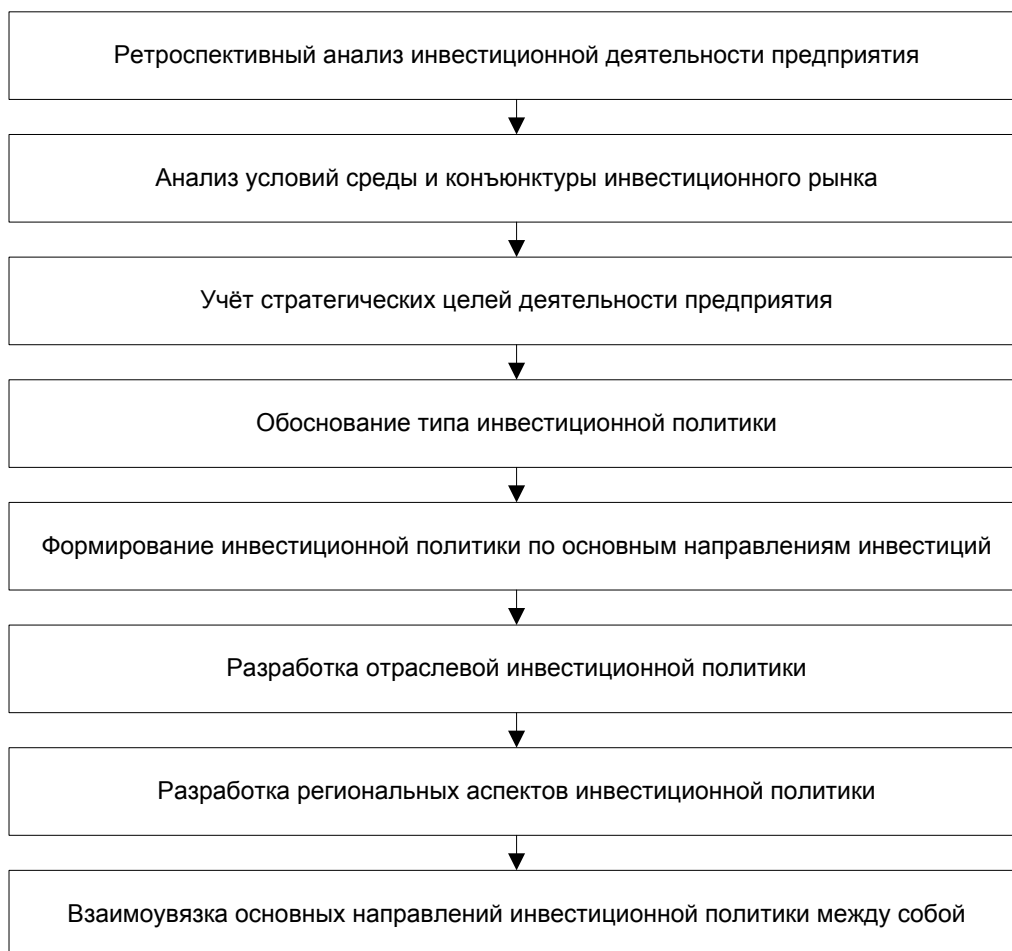 Ретроспективный анализ инвестиционной деятельности предприятия
Анализ условий среды и конъюнктуры инвестиционного рынка
Учёт стратегических целей деятельности предприятия
Обоснование типа инвестиционной политики
Формирование инвестиционной политики по основным направлениям инвестиций
Разработка отраслевой инвестиционной политики
Разработка региональных аспектов инвестиционной политики
Взаимоувязка основных направлений инвестиционной политики между собой